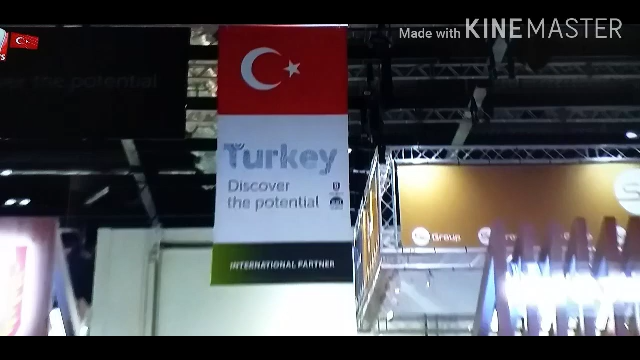 Made with KINEMASTER
the potential
Turkey
Discover
the potential
INTERNATIONAL PARTNER
Group